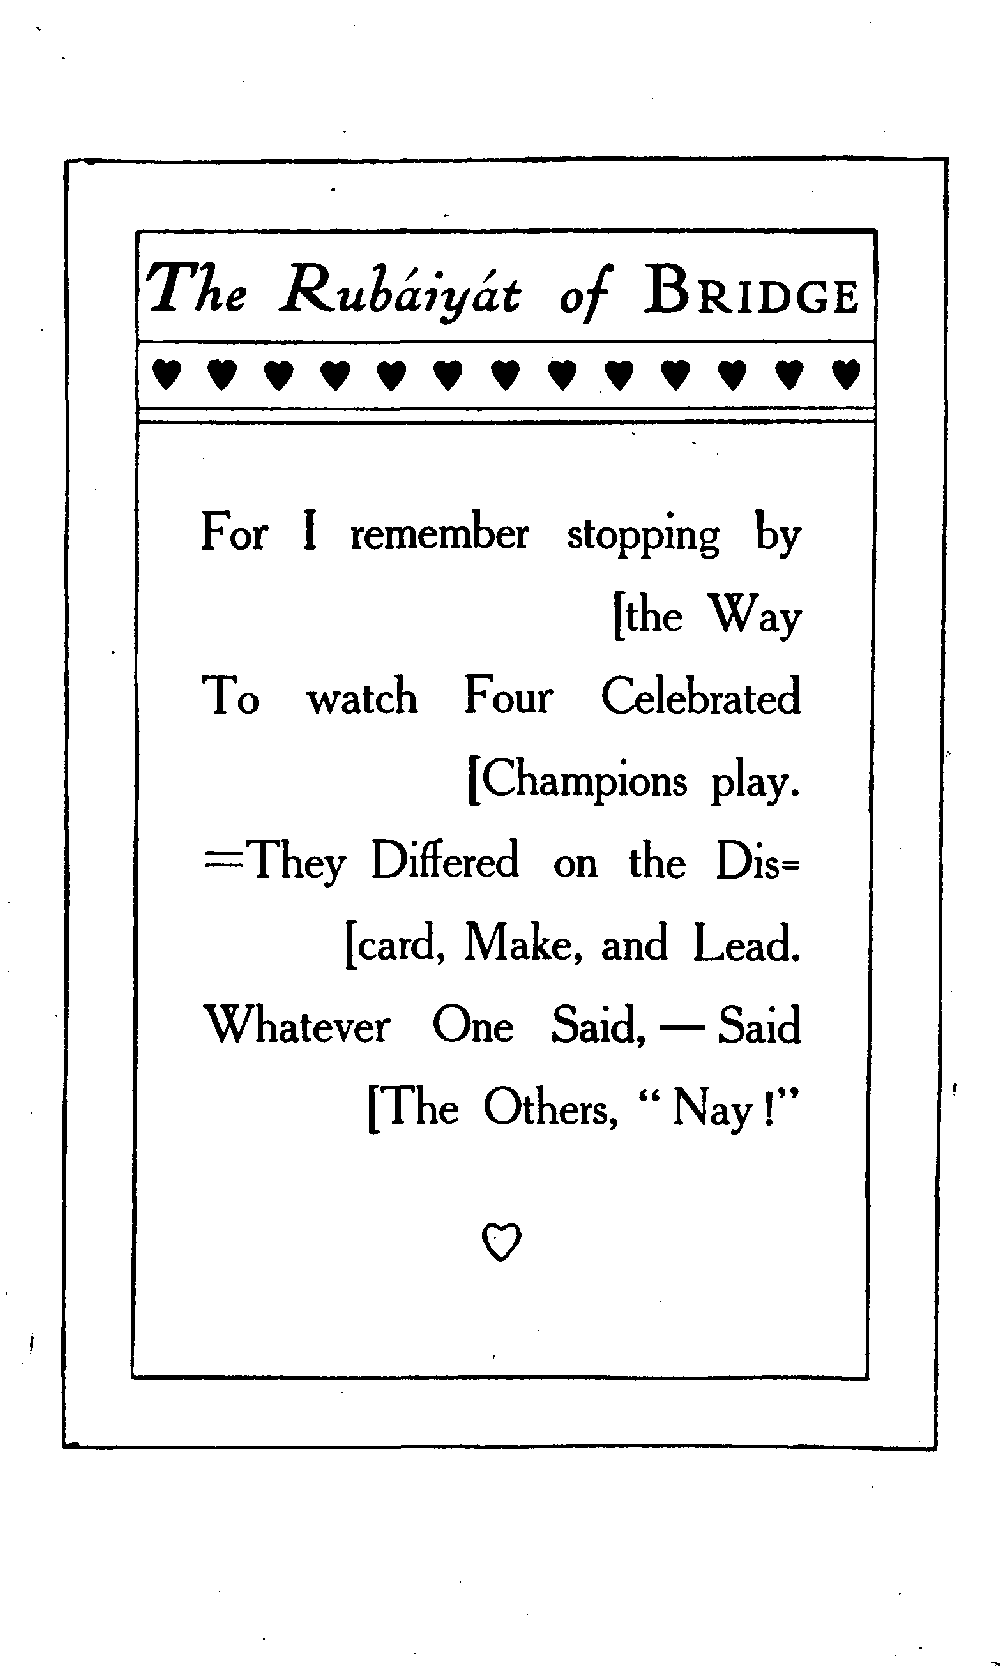 The Rubáiyát of BRIDGE
♥ ♥ ♥ ♥ ♥ ♥ ♥ ♥ ♥ ♥ ♥ ♥ ♥
For I remember stopping by
[the Way
To watch Four Celebrated
[Champions play.
=They Differed on the Dis=
[card, Make, and Lead.
Whatever One Said, — Said
[The Others, “ Nay !”
♡